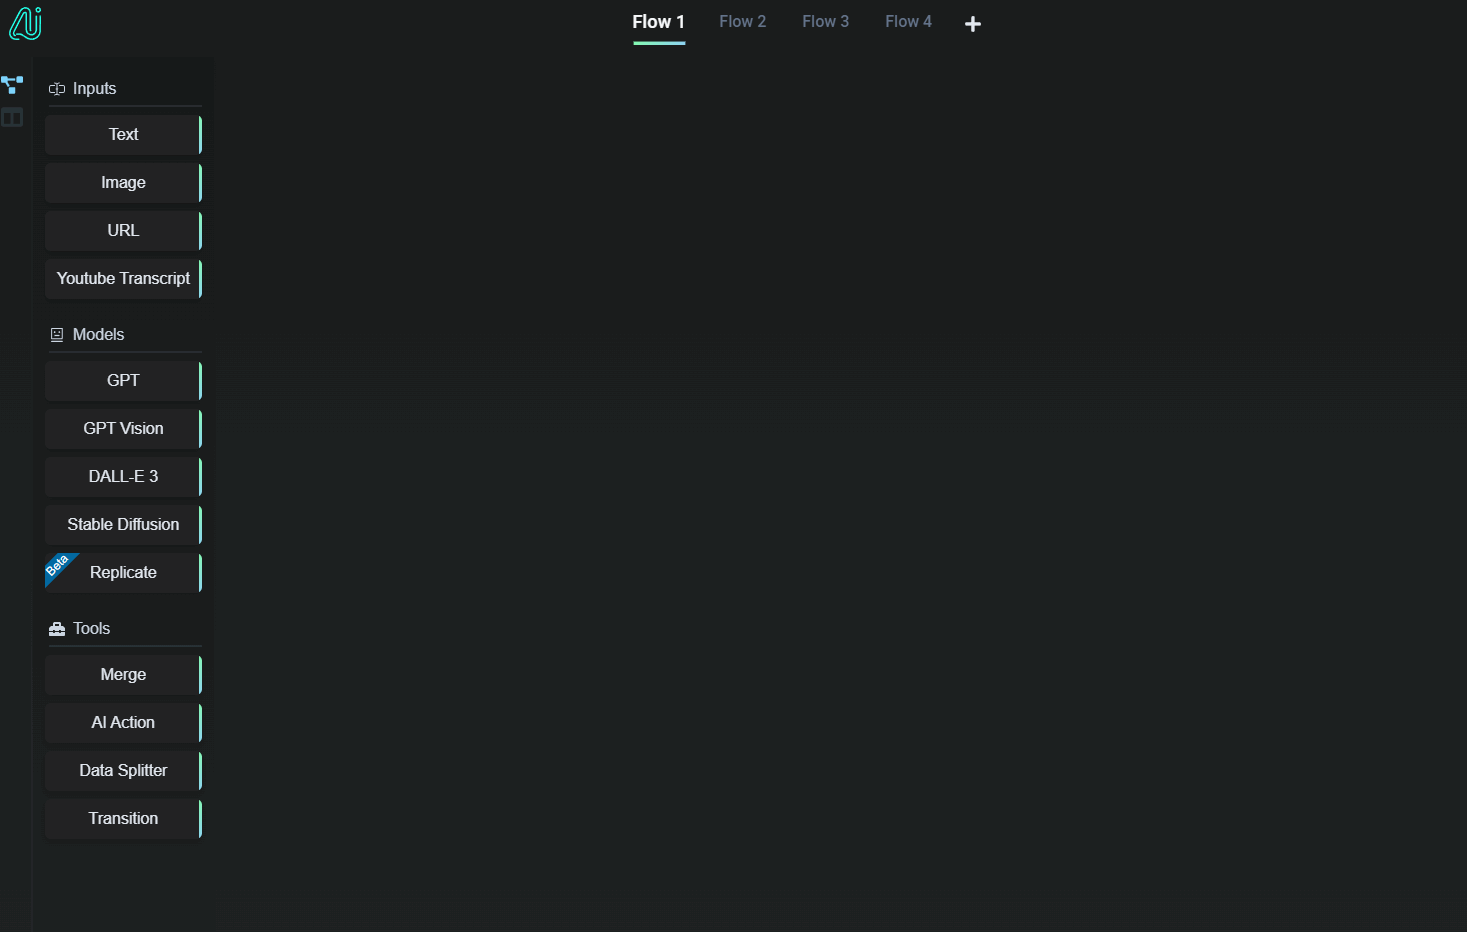 Ai
Flow 1
Flow 2
Flow 3
Flow 4
Inputs
Text
Image
URL
Youtube Transcript
Models
GPT
GPT Vision
DALL-E 3
Stable Diffusion
Beta
Replicate
Tools
Merge
AI Action
Data Splitter
Transition